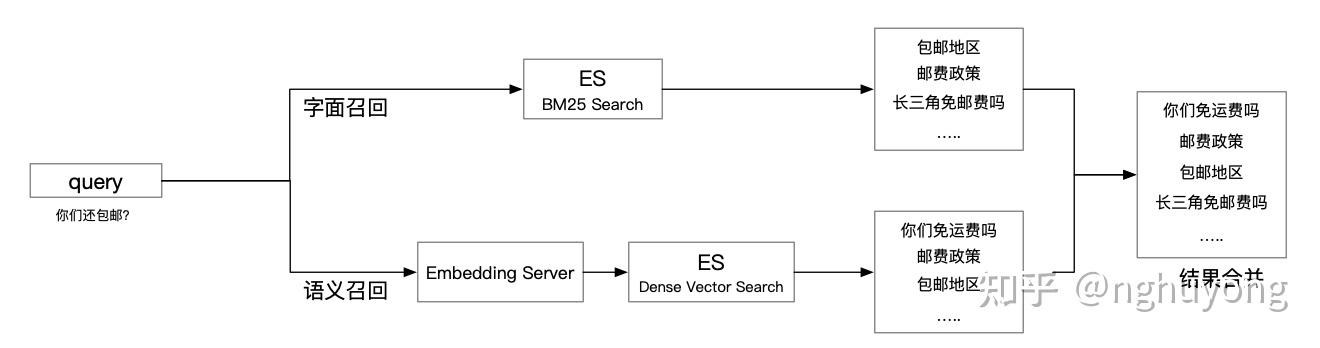 query
你们还包邮?
字面召回
ES
BM25 Search
包邮地区
邮费政策
长三角免邮费吗
.....
语义召回
Embedding Server
ES
Dense Vector Search
你们免运费吗
邮费政策
包邮地区
.....
你们免运费吗
邮费政策
包邮地区
长三角免邮费吗
.....
结果合并
知乎 @nghuyong